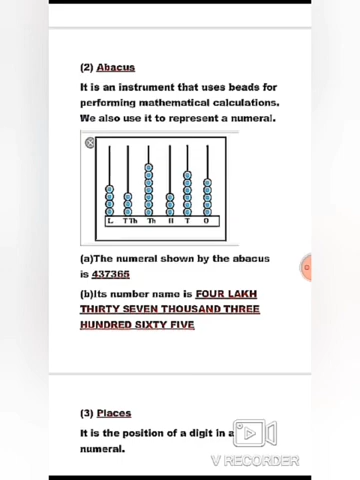 (2) Abacus
It is an instrument that uses beads for
performing mathematical calculations.
We also use it to represent a numeral.
L T Th Th H T O
(a)The numeral shown by the abacus
is 437365
(b)Its number name is FOUR LAKH
THIRTY SEVEN THOUSAND THREE
HUNDRED SIXTY FIVE
(3) Places
It is the position of a digit in a
numeral.
V RECORDER